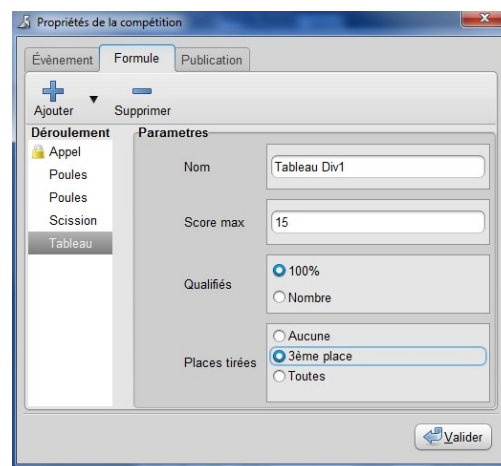 Propriétés de la compétition
Évènement
Formule
Publication
Ajouter
Supprimer
Déroulement
Parametres
Appel
Poules
Poules
Scission
Tableau
Nom
Tableau Div1
Score max
15
Qualifiés
100%
Nombre
Places tirées
Aucune
3ème place
Toutes
Valider